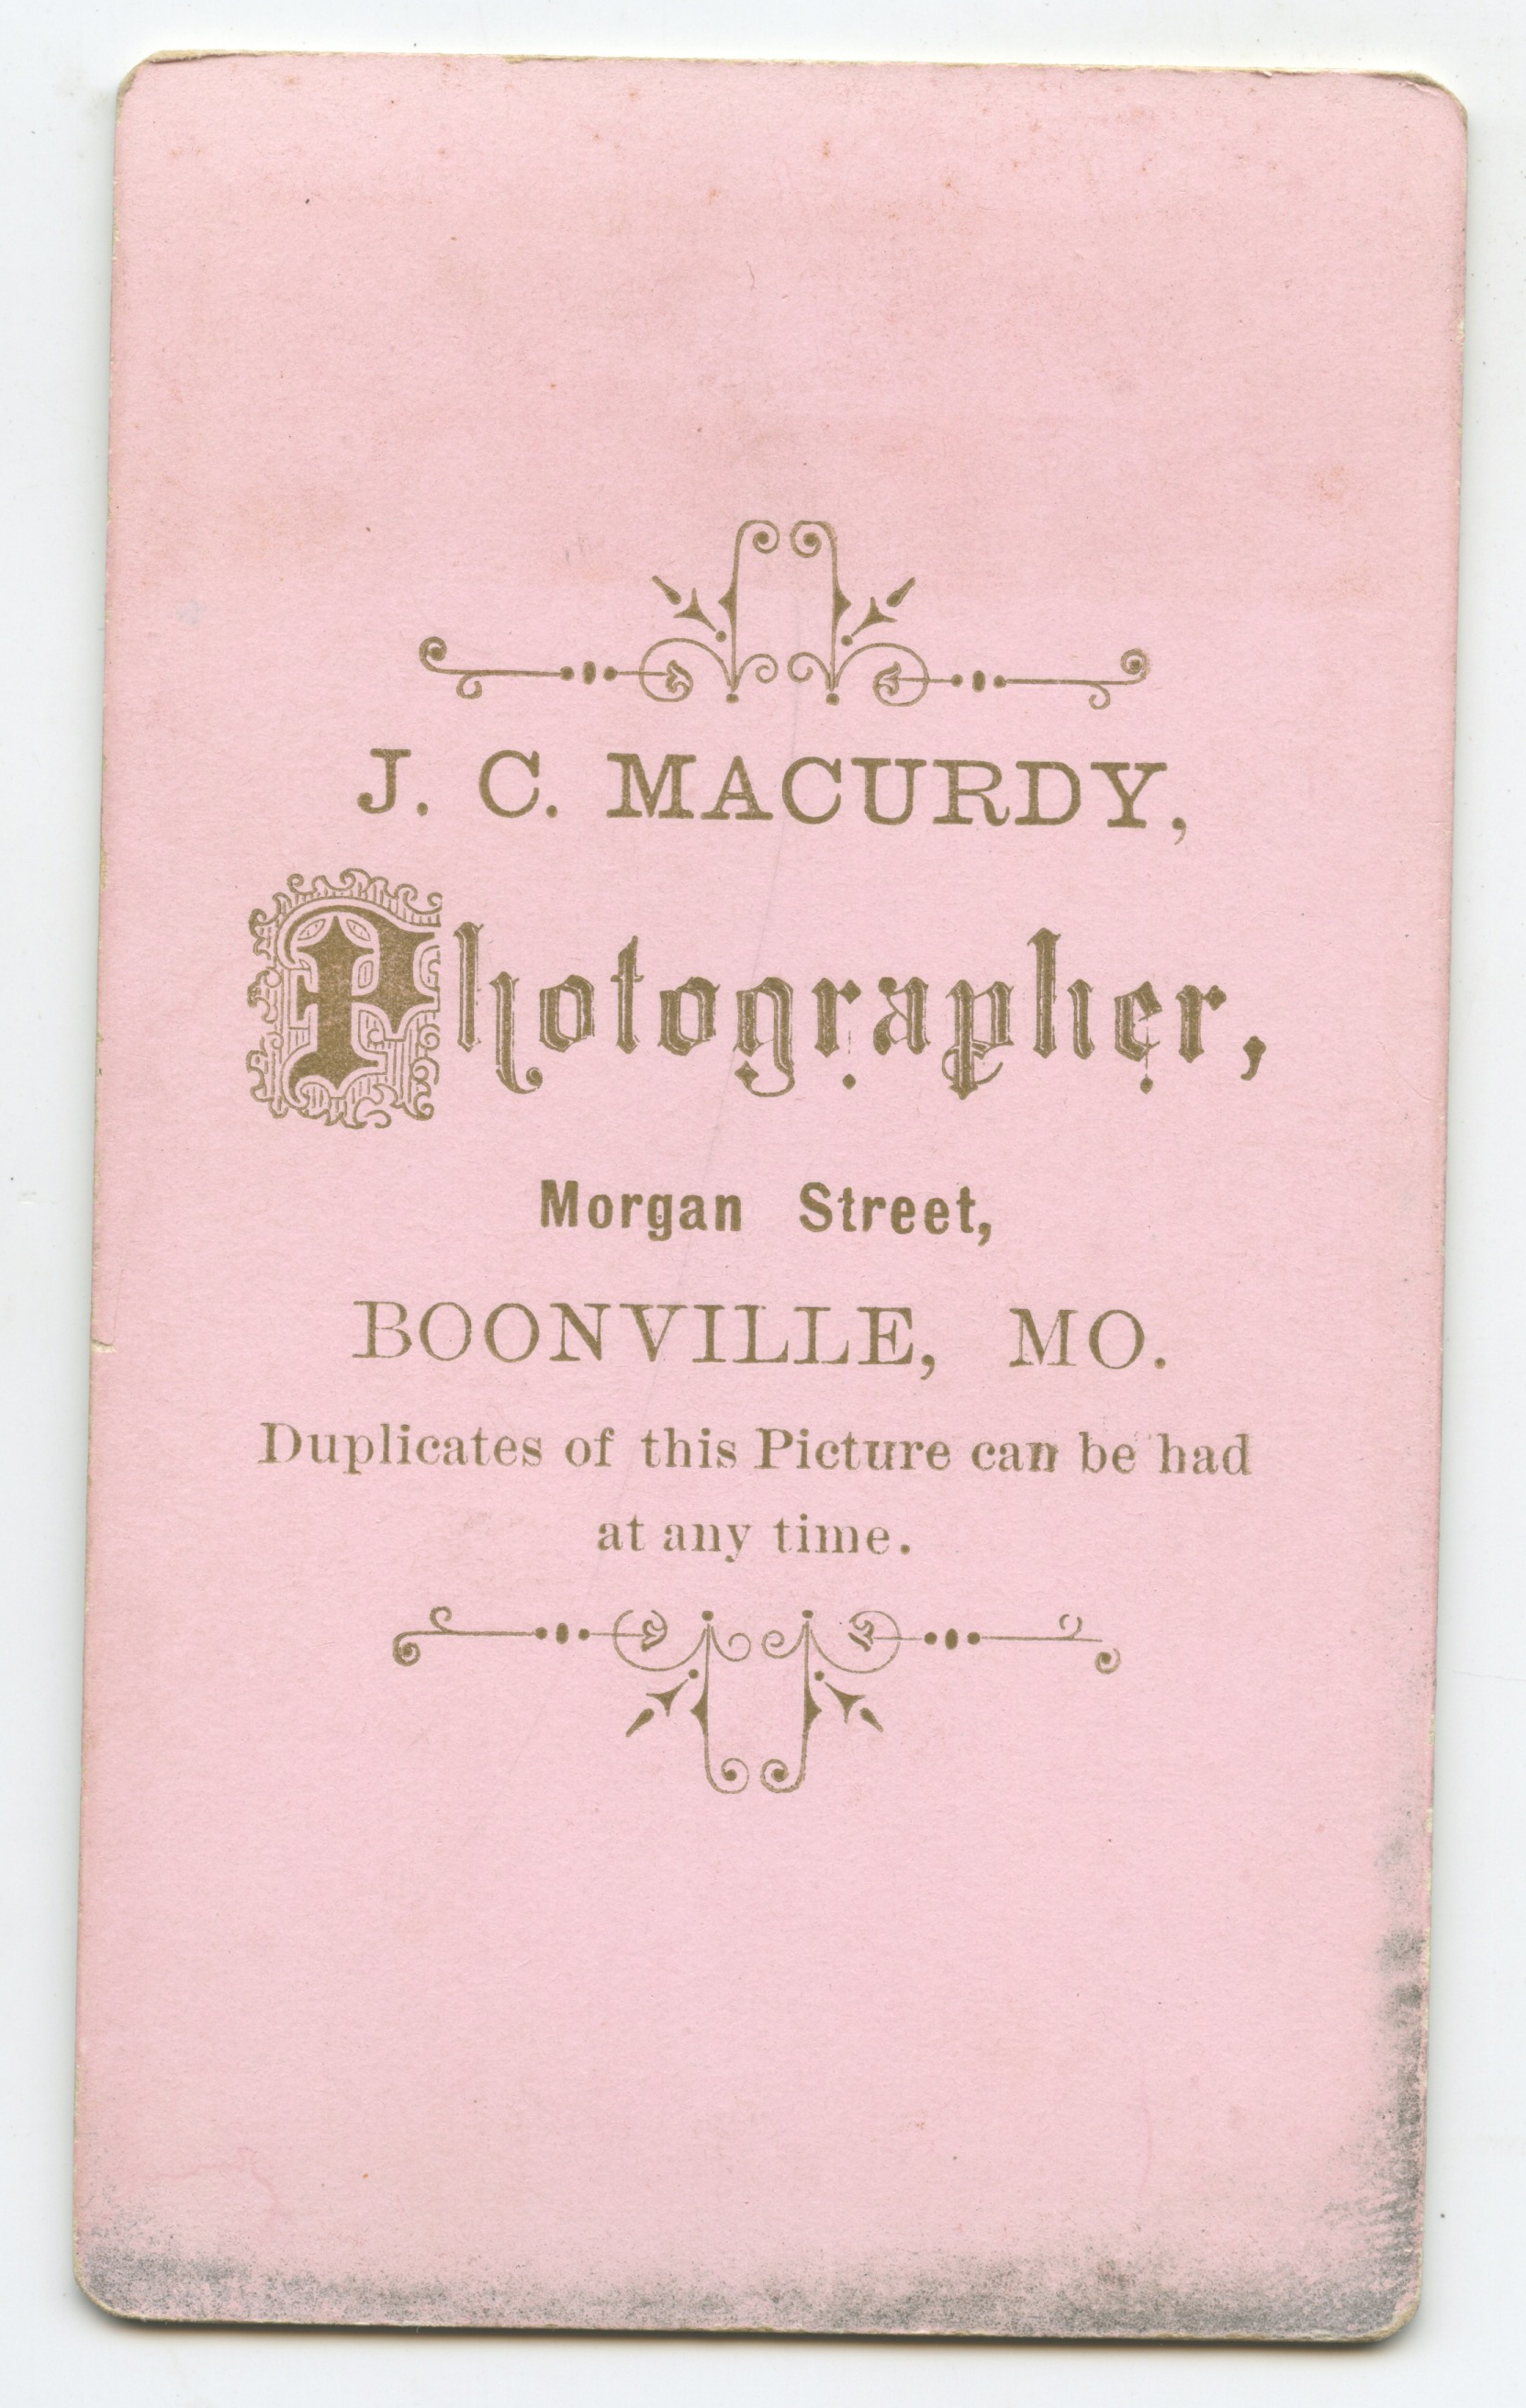 J. C. MACURDY,
Photographer,
Morgan Street,
BOONVILLE, MO.
Duplicates of this Picture can be had
at any time.